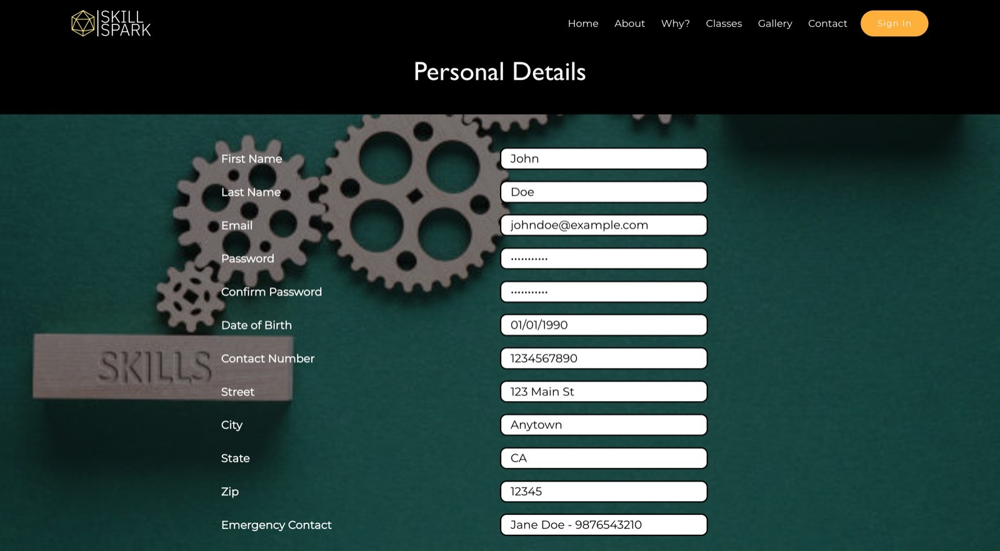 SKILL
SPARK
Home About Why? Classes Gallery Contact Sign In
Personal Details
First Name John
Last Name Doe
Email johndoe@example.com
Password •••••••••••
Confirm Password •••••••••••
Date of Birth 01/01/1990
SKILLS
Contact Number 1234567890
Street 123 Main St
City Anytown
State CA
Zip 12345
Emergency Contact Jane Doe - 9876543210